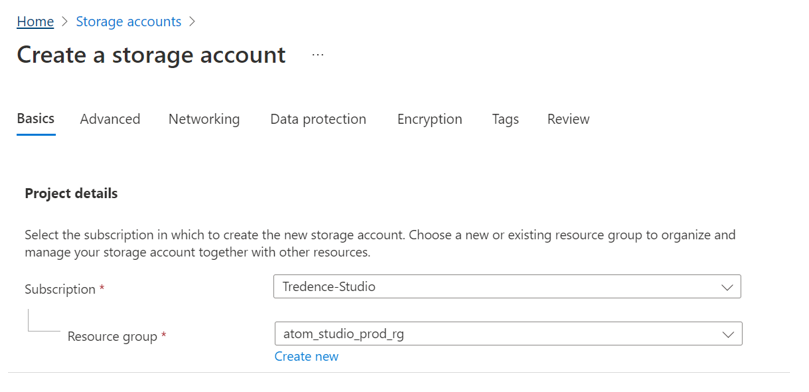 Home > Storage accounts >
Create a storage account ...
Basics Advanced Networking Data protection Encryption Tags Review
Project details
Select the subscription in which to create the new storage account. Choose a new or existing resource group to organize and
manage your storage account together with other resources.
Subscription * Tredence-Studio
Resource group * atom_studio_prod_rg
Create new